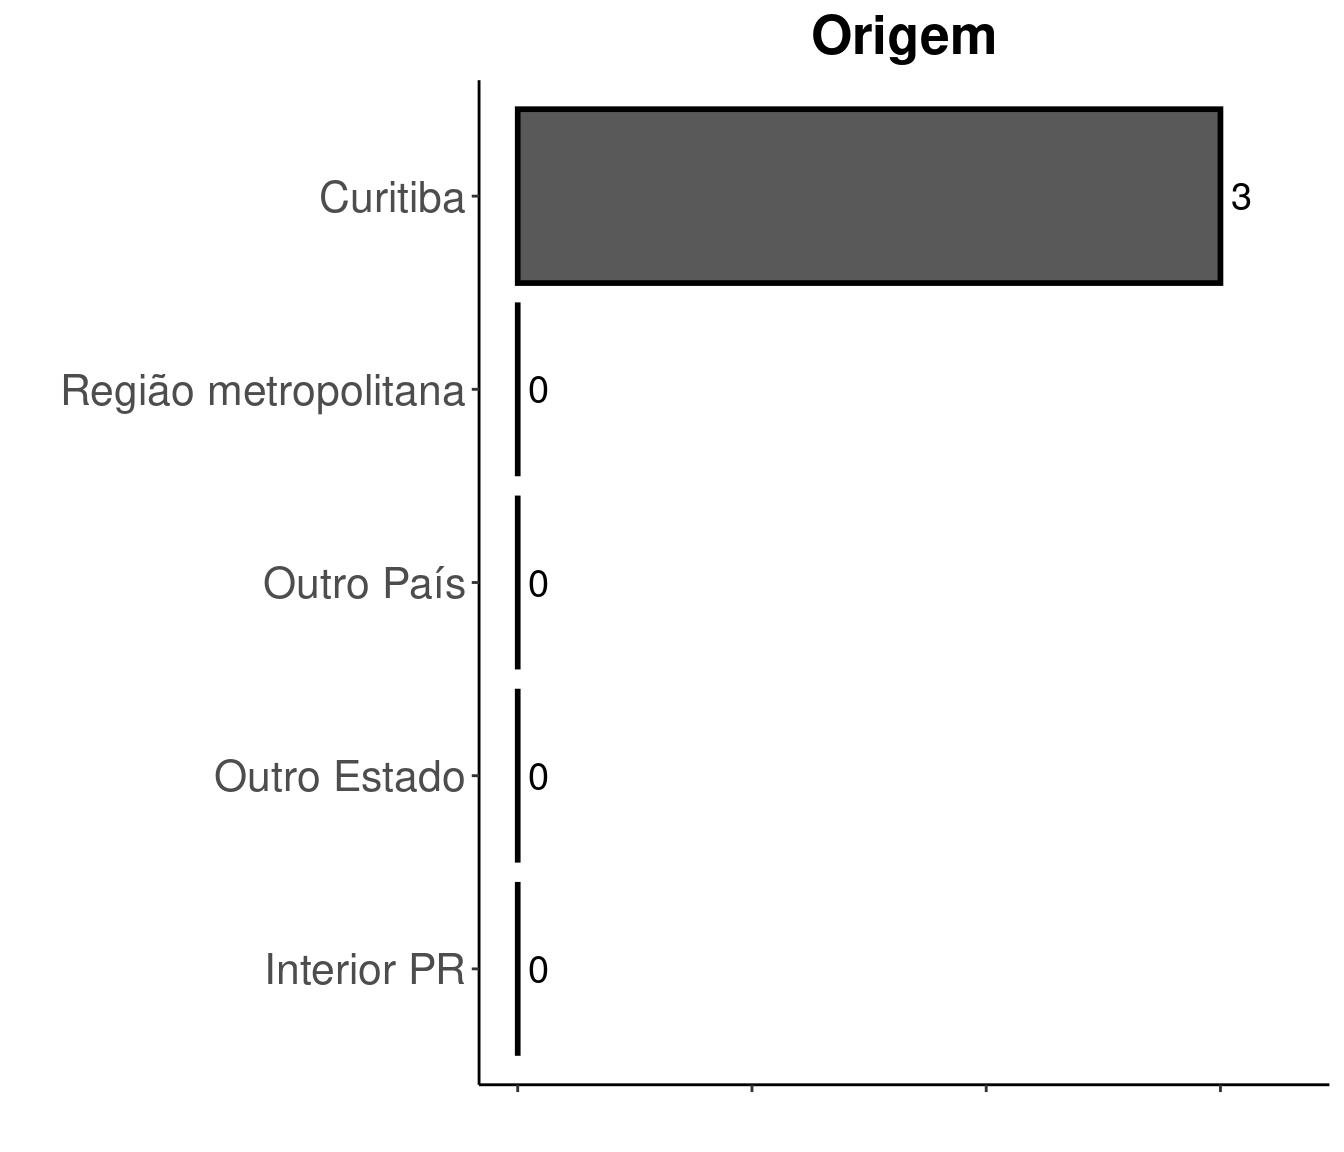 Origem
Curitiba 3
Região metropolitana 0
Outro País 0
Outro Estado 0
Interior PR 0